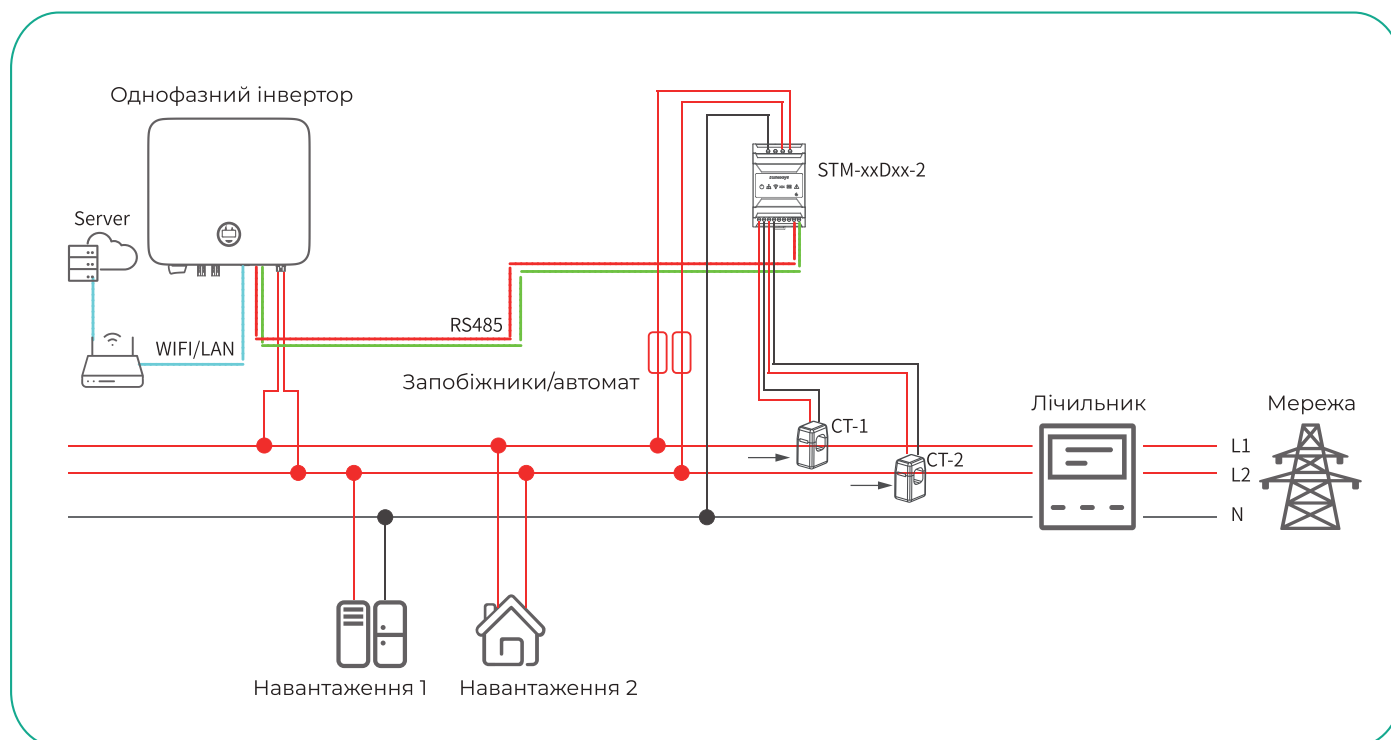 Однофазний інвертор
STM-xxDxx-2
Server
RS485
WIFI/LAN
Запобіжники/автомат
Лічильник
Мережа
CT-1
L1
CT-2
L2
N
Навантаження 1
Навантаження 2